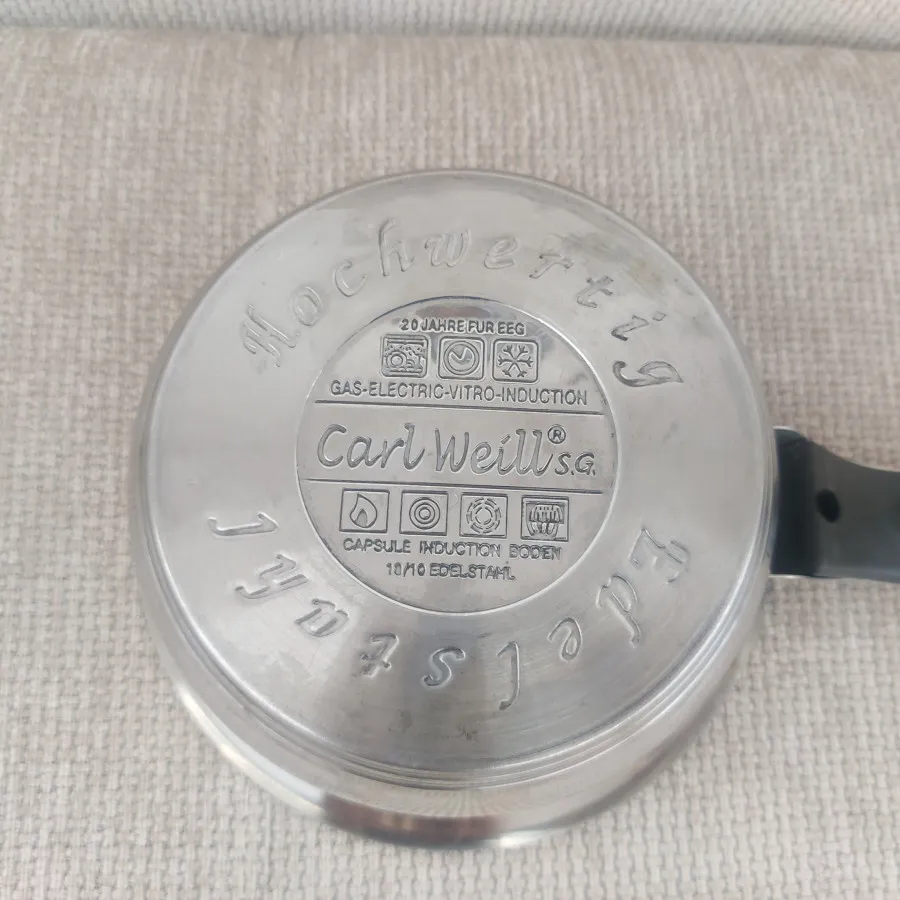 Hochwertig
20 JAHRE FUR EEG
GAS-ELECTRIC-VITRO-INDUCTION
Carl Weill® S.G.
CAPSULE INDUCTION BODEN
18/10 EDELSTAHL
Edelstahl